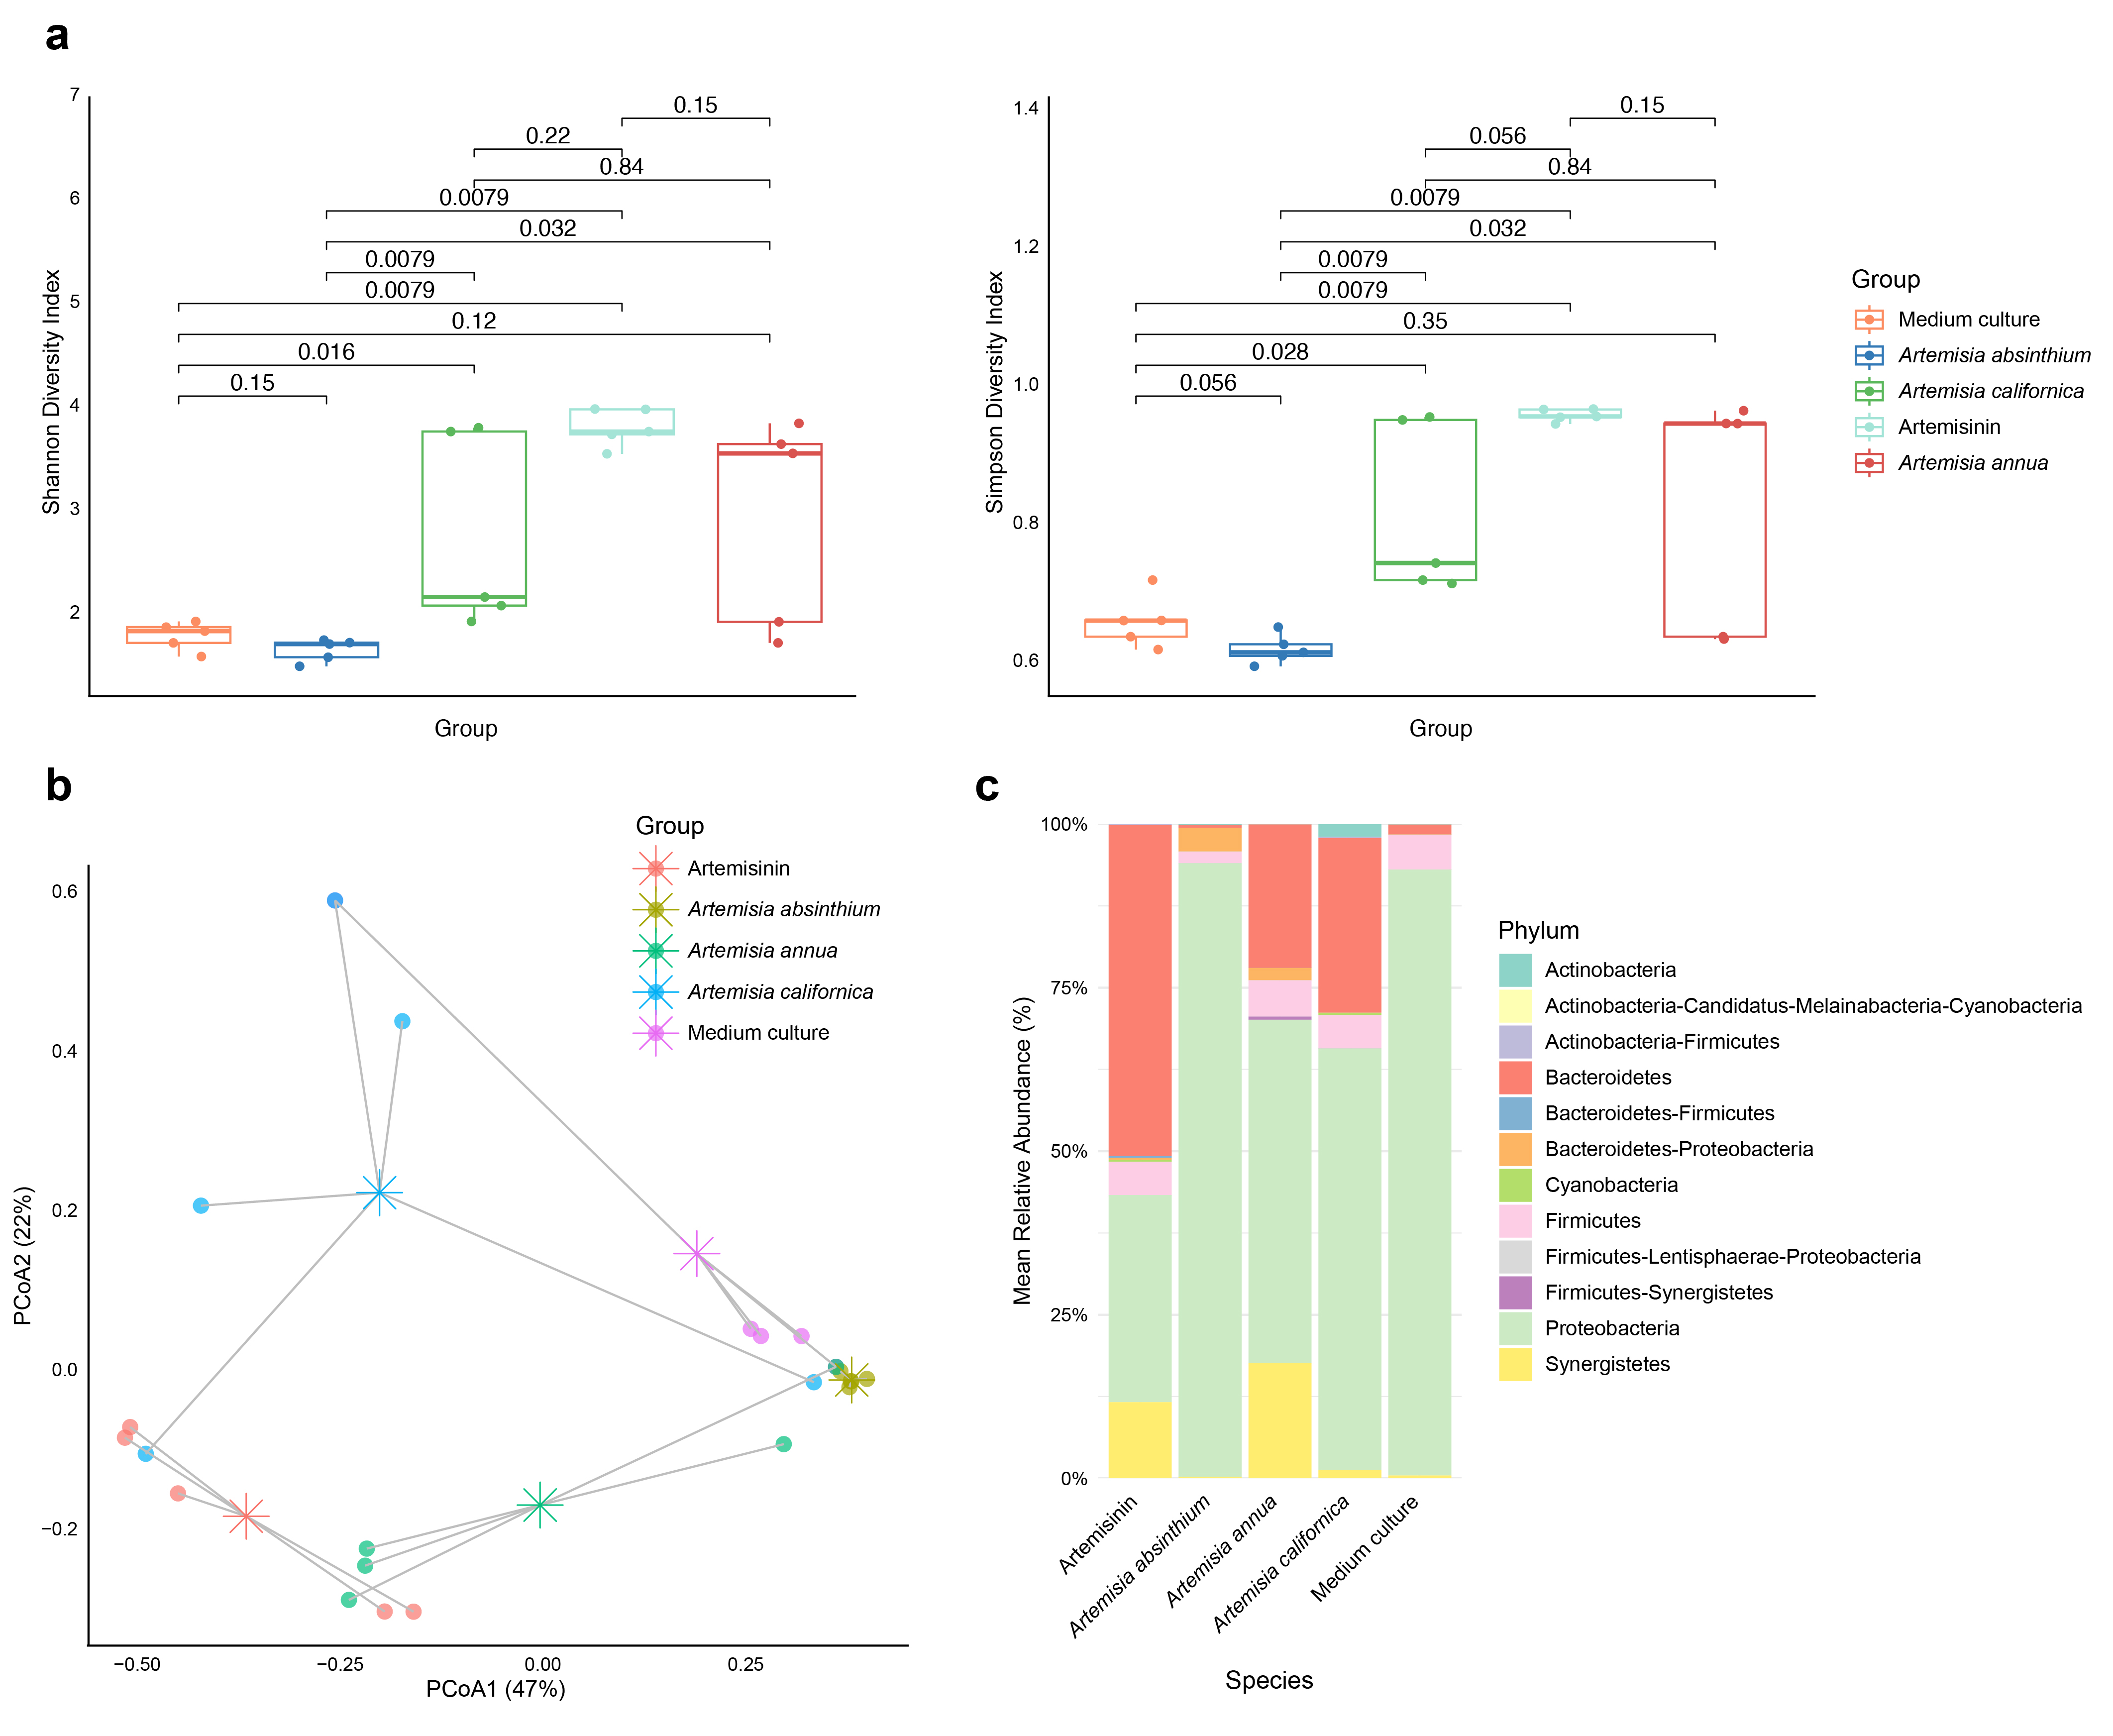 a
7
6
5
4
3
2
Shannon Diversity Index
0.15
0.22
0.84
0.0079
0.032
0.0079
0.0079
0.12
0.016
0.15
Group
1.4
1.2
1.0
0.8
0.6
Simpson Diversity Index
0.15
0.056
0.84
0.0079
0.032
0.0079
0.0079
0.35
0.028
0.056
Group
Group
Medium culture
Artemisia absinthium
Artemisia californica
Artemisinin
Artemisia annua
b
Group
Artemisinin
Artemisia absinthium
Artemisia annua
Artemisia californica
Medium culture
0.6
0.4
0.2
0.0
−0.2
PCoA2 (22%)
−0.50
−0.25
0.00
0.25
PCoA1 (47%)
c
100%
75%
50%
25%
0%
Mean Relative Abundance (%)
Artemisinin
Artemisia absinthium
Artemisia annua
Artemisia californica
Medium culture
Species
Phylum
Actinobacteria
Actinobacteria-Candidatus-Melainabacteria-Cyanobacteria
Actinobacteria-Firmicutes
Bacteroidetes
Bacteroidetes-Firmicutes
Bacteroidetes-Proteobacteria
Cyanobacteria
Firmicutes
Firmicutes-Lentisphaerae-Proteobacteria
Firmicutes-Synergistetes
Proteobacteria
Synergistetes